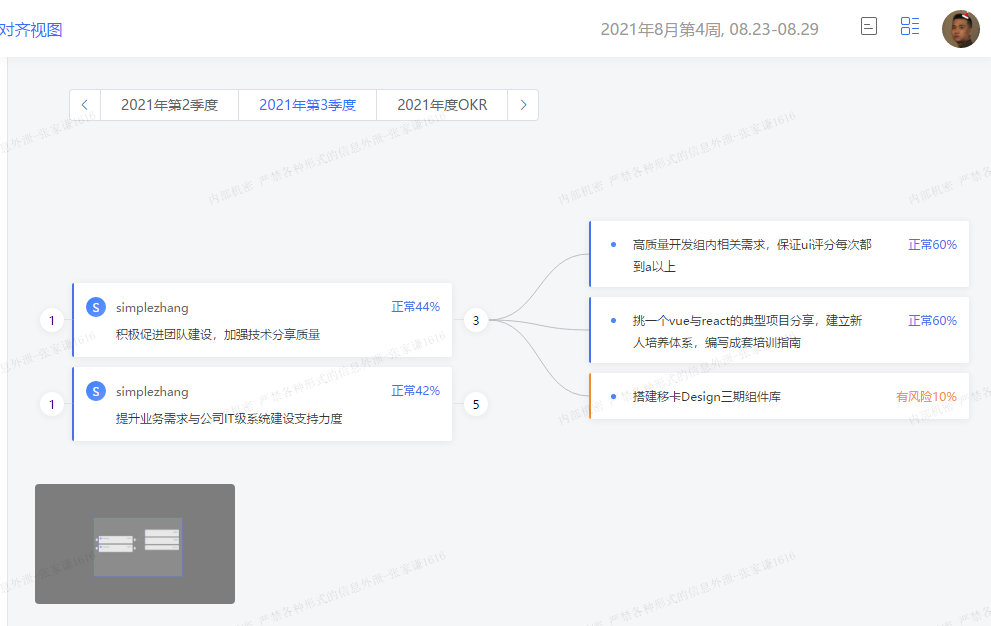 对齐视图
2021年8月第4周, 08.23-08.29
2021年第2季度
2021年第3季度
2021年度OKR
高质量开发组内相关需求，保证ui评分每次都
到a以上
正常60%
1
S
simplezhang
正常44%
积极促进团队建设，加强技术分享质量
3
挑一个vue与react的典型项目分享，建立新
人培养体系，编写成套培训指南
正常60%
1
S
simplezhang
正常42%
提升业务需求与公司IT级系统建设支持力度
5
搭建移卡Design三期组件库
有风险10%
内部机密 严禁各种形式的信息外泄-张家谦1616